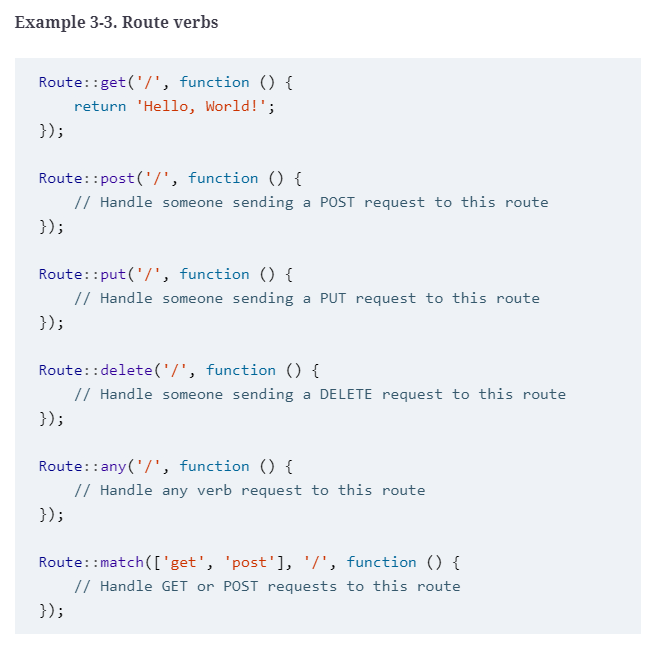 Example 3-3. Route verbs
Route::get('/', function () {
    return 'Hello, World!';
});
Route::post('/', function () {
    // Handle someone sending a POST request to this route
});
Route::put('/', function () {
    // Handle someone sending a PUT request to this route
});
Route::delete('/', function () {
    // Handle someone sending a DELETE request to this route
});
Route::any('/', function () {
    // Handle any verb request to this route
});
Route::match(['get', 'post'], '/', function () {
    // Handle GET or POST requests to this route
});